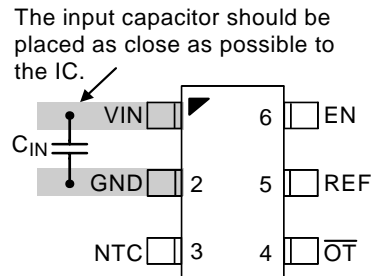 The input capacitor should be
placed as close as possible to
the IC.
VIN 6 EN
CIN
GND 2 5 REF
NTC 3 4 OT